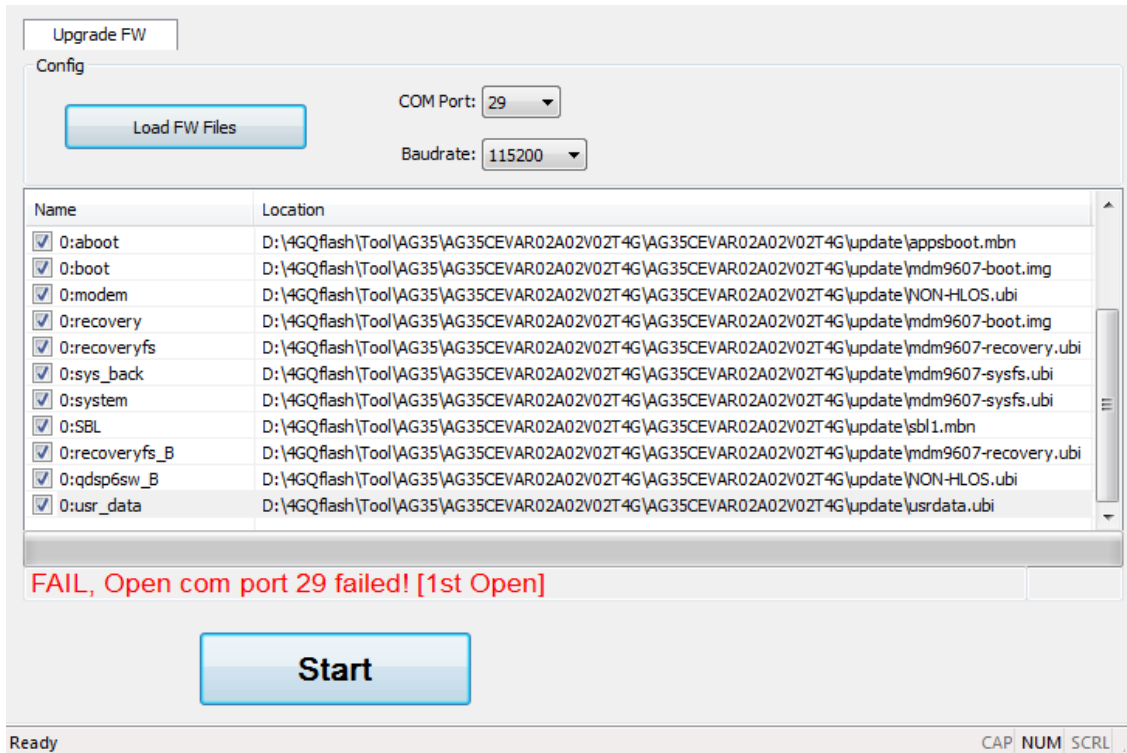 Upgrade FW
Config
Load FW Files
COM Port: 29
Baudrate: 115200
Name Location
0:aboot D:\4GQflash\Tool\AG35\AG35CEVAR02A02V02T4G\AG35CEVAR02A02V02T4G\update\appsboot.mbn
0:boot D:\4GQflash\Tool\AG35\AG35CEVAR02A02V02T4G\AG35CEVAR02A02V02T4G\update\mdm9607-boot.img
0:modem D:\4GQflash\Tool\AG35\AG35CEVAR02A02V02T4G\AG35CEVAR02A02V02T4G\update\NON-HLOS.ubi
0:recovery D:\4GQflash\Tool\AG35\AG35CEVAR02A02V02T4G\AG35CEVAR02A02V02T4G\update\mdm9607-boot.img
0:recoveryfs D:\4GQflash\Tool\AG35\AG35CEVAR02A02V02T4G\AG35CEVAR02A02V02T4G\update\mdm9607-recovery.ubi
0:sys_back D:\4GQflash\Tool\AG35\AG35CEVAR02A02V02T4G\AG35CEVAR02A02V02T4G\update\mdm9607-sysfs.ubi
0:system D:\4GQflash\Tool\AG35\AG35CEVAR02A02V02T4G\AG35CEVAR02A02V02T4G\update\mdm9607-sysfs.ubi
0:SBL D:\4GQflash\Tool\AG35\AG35CEVAR02A02V02T4G\AG35CEVAR02A02V02T4G\update\sbl1.mbn
0:recoveryfs_B D:\4GQflash\Tool\AG35\AG35CEVAR02A02V02T4G\AG35CEVAR02A02V02T4G\update\mdm9607-recovery.ubi
0:qdsp6sw_B D:\4GQflash\Tool\AG35\AG35CEVAR02A02V02T4G\AG35CEVAR02A02V02T4G\update\NON-HLOS.ubi
0:usr_data D:\4GQflash\Tool\AG35\AG35CEVAR02A02V02T4G\AG35CEVAR02A02V02T4G\update\usrdata.ubi
FAIL, Open com port 29 failed! [1st Open]
Start
Ready CAP NUM SCRL